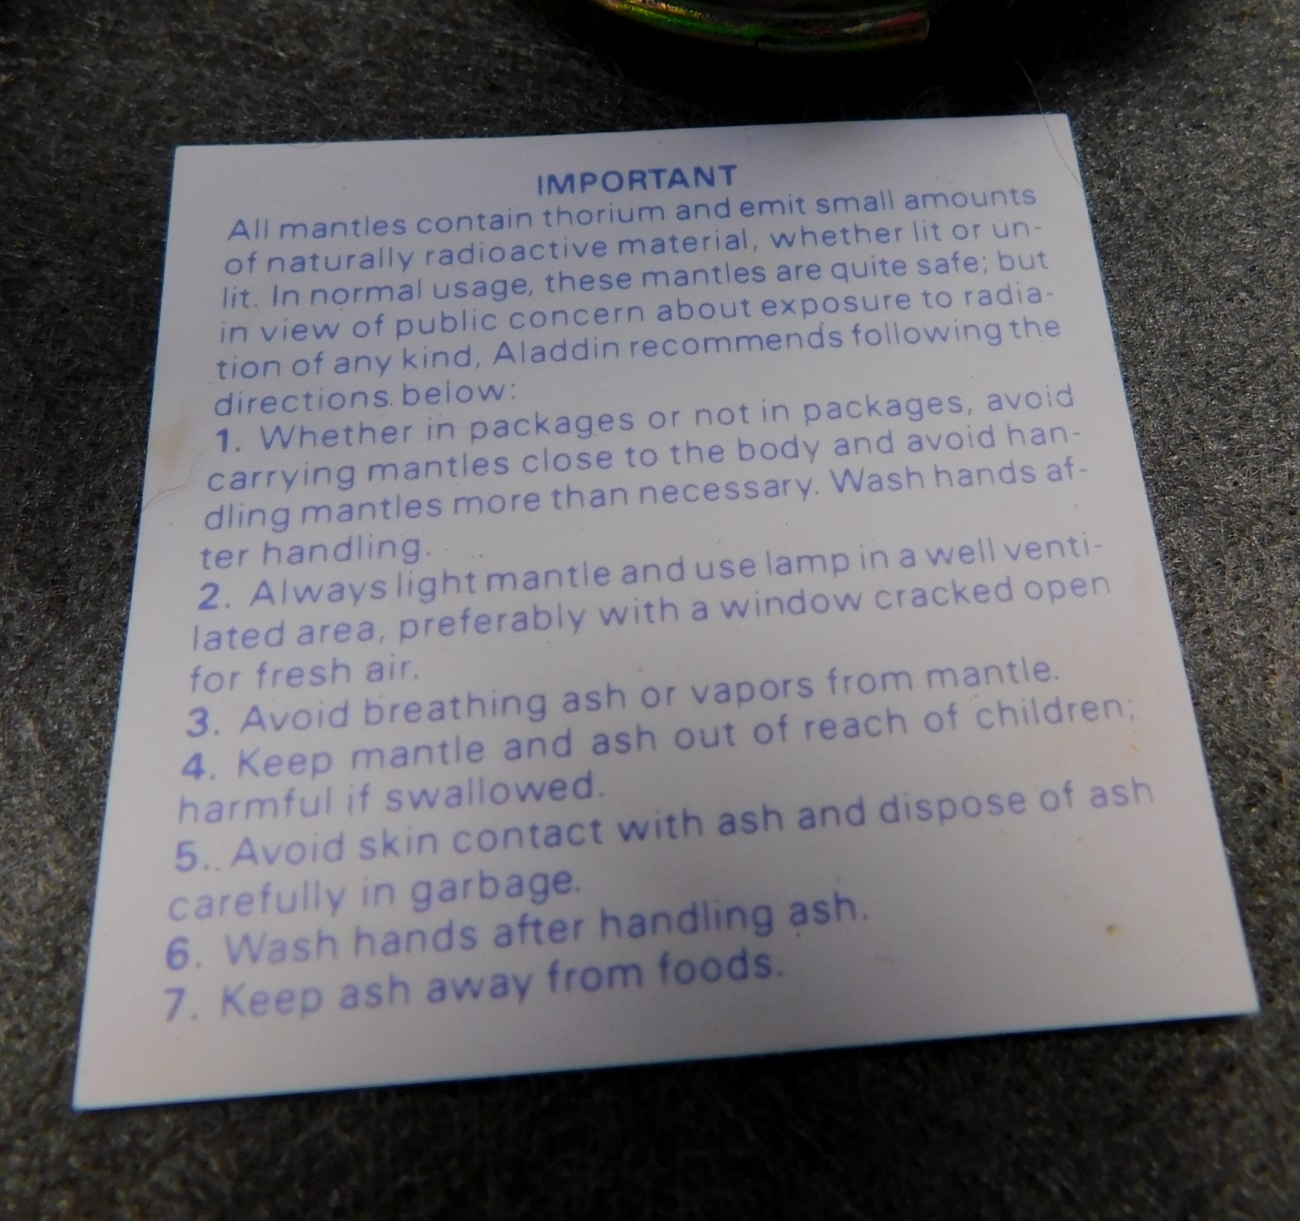 IMPORTANT
All mantles contain thorium and emit small amounts
of naturally radioactive material, whether lit or un-
lit. In normal usage, these mantles are quite safe; but
in view of public concern about exposure to radia-
tion of any kind, Aladdin recommends following the
directions below:
1. Whether in packages or not in packages, avoid
carrying mantles close to the body and avoid han-
dling mantles more than necessary. Wash hands af-
ter handling.
2. Always light mantle and use lamp in a well venti-
lated area, preferably with a window cracked open
for fresh air.
3. Avoid breathing ash or vapors from mantle.
4. Keep mantle and ash out of reach of children;
harmful if swallowed.
5. Avoid skin contact with ash and dispose of ash
carefully in garbage.
6. Wash hands after handling ash.
7. Keep ash away from foods.